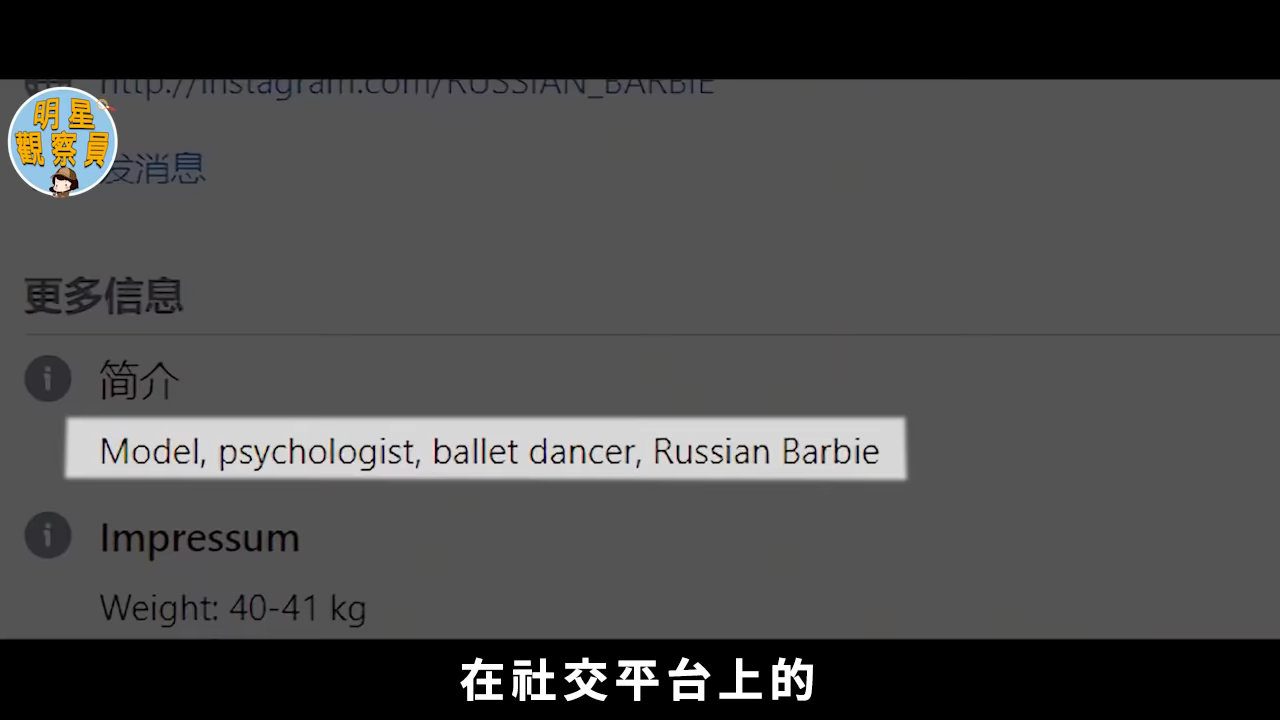 http://instagram.com/RUSSIAN_BARBIE
明星
觀察員
发消息
更多信息
简介
Model, psychologist, ballet dancer, Russian Barbie
Impressum
Weight: 40-41 kg
在社交平台上的